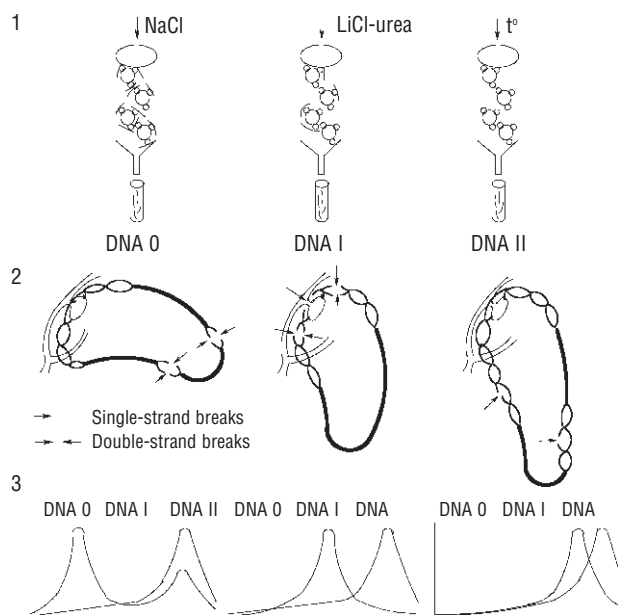 1
NaCl LiCl-urea t°
DNA 0 DNA I DNA II
2
Single-strand breaks
Double-strand breaks
3
DNA 0 DNA I DNA II DNA 0 DNA I DNA DNA 0 DNA I DNA